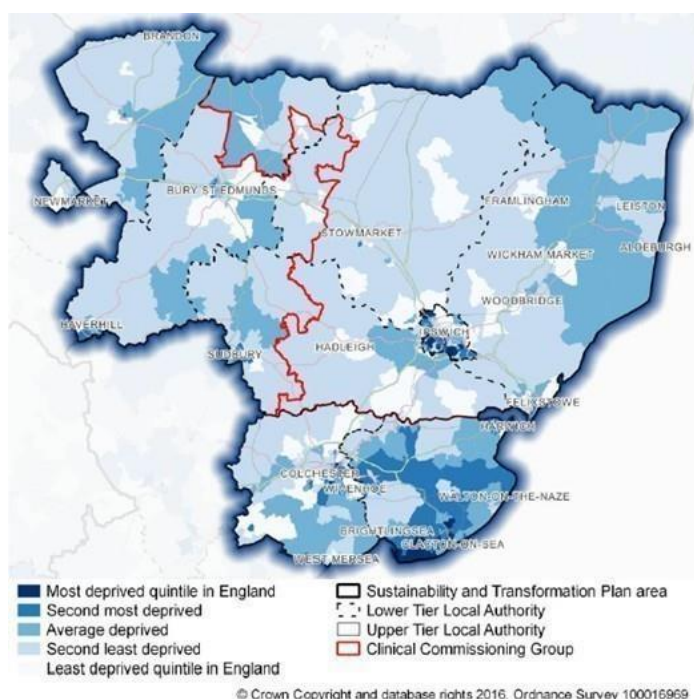 BRANDON
NEWMARKET
BURY ST EDMUNDS
STOWMARKET
FRAMLINGHAM
LEISTON
ALDEBURGH
WICKHAM MARKET
WOODBRIDGE
IPSWICH
HAVERHILL
SUDBURY
HADLEIGH
FELIXSTOWE
HARWICH
COLCHESTER
WIVENHOE
WALTON-ON-THE-NAZE
BRIGHTLINGSEA
CLACTON-ON-SEA
WEST MERSEA
Most deprived quintile in England
Second most deprived
Average deprived
Second least deprived
Least deprived quintile in England
Sustainability and Transformation Plan area
Lower Tier Local Authority
Upper Tier Local Authority
Clinical Commissioning Group
© Crown Copyright and database rights 2016, Ordnance Survey 100016969